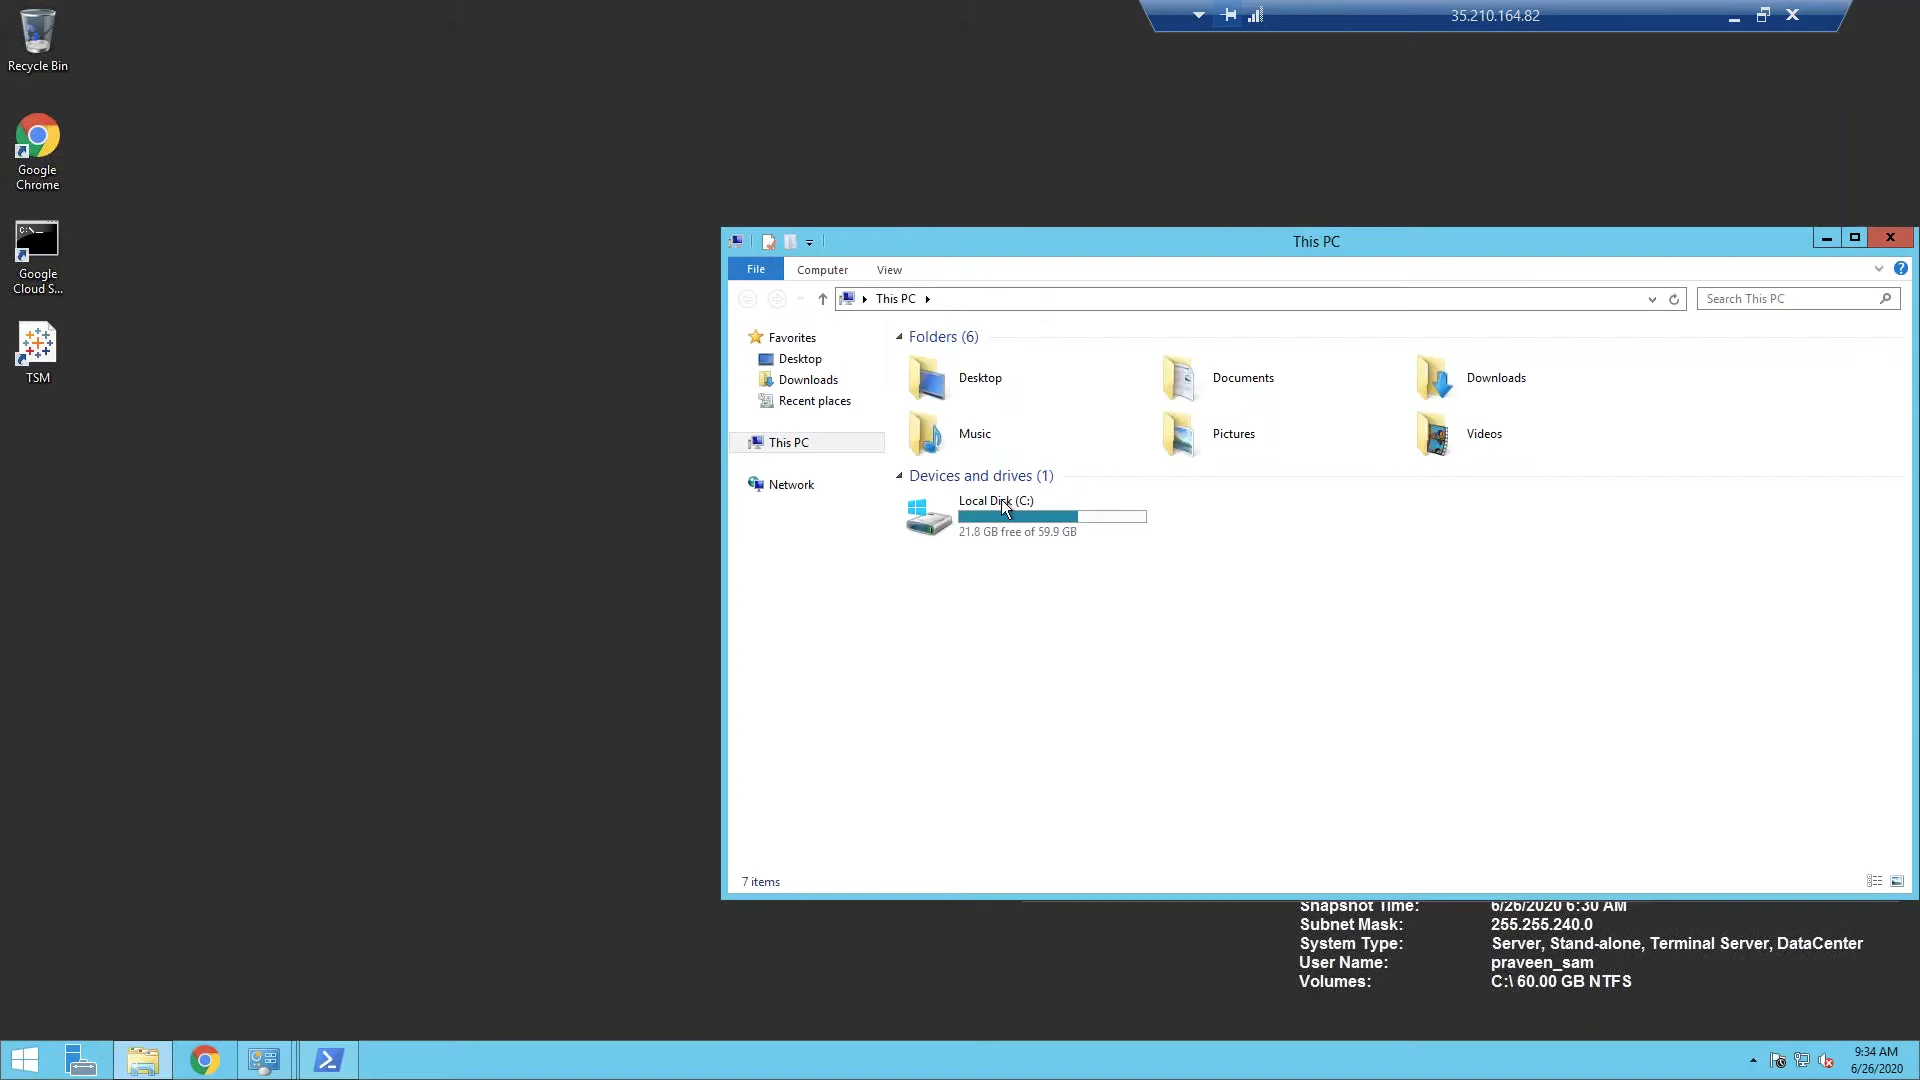 35.210.164.82
Recycle Bin
Google
Chrome
C:\_
Google
Cloud S...
TSM
This PC
File
Computer
View
This PC
Search This PC
Favorites
Desktop
Downloads
Recent places
This PC
Network
Folders (6)
Desktop
Documents
Downloads
Music
Pictures
Videos
Devices and drives (1)
Local Disk (C:)
21.8 GB free of 59.9 GB
7 items
Snapshot Time: 6/26/2020 6:30 AM
Subnet Mask: 255.255.240.0
System Type: Server, Stand-alone, Terminal Server, DataCenter
User Name: praveen_sam
Volumes: C:\ 60.00 GB NTFS
9:34 AM
6/26/2020